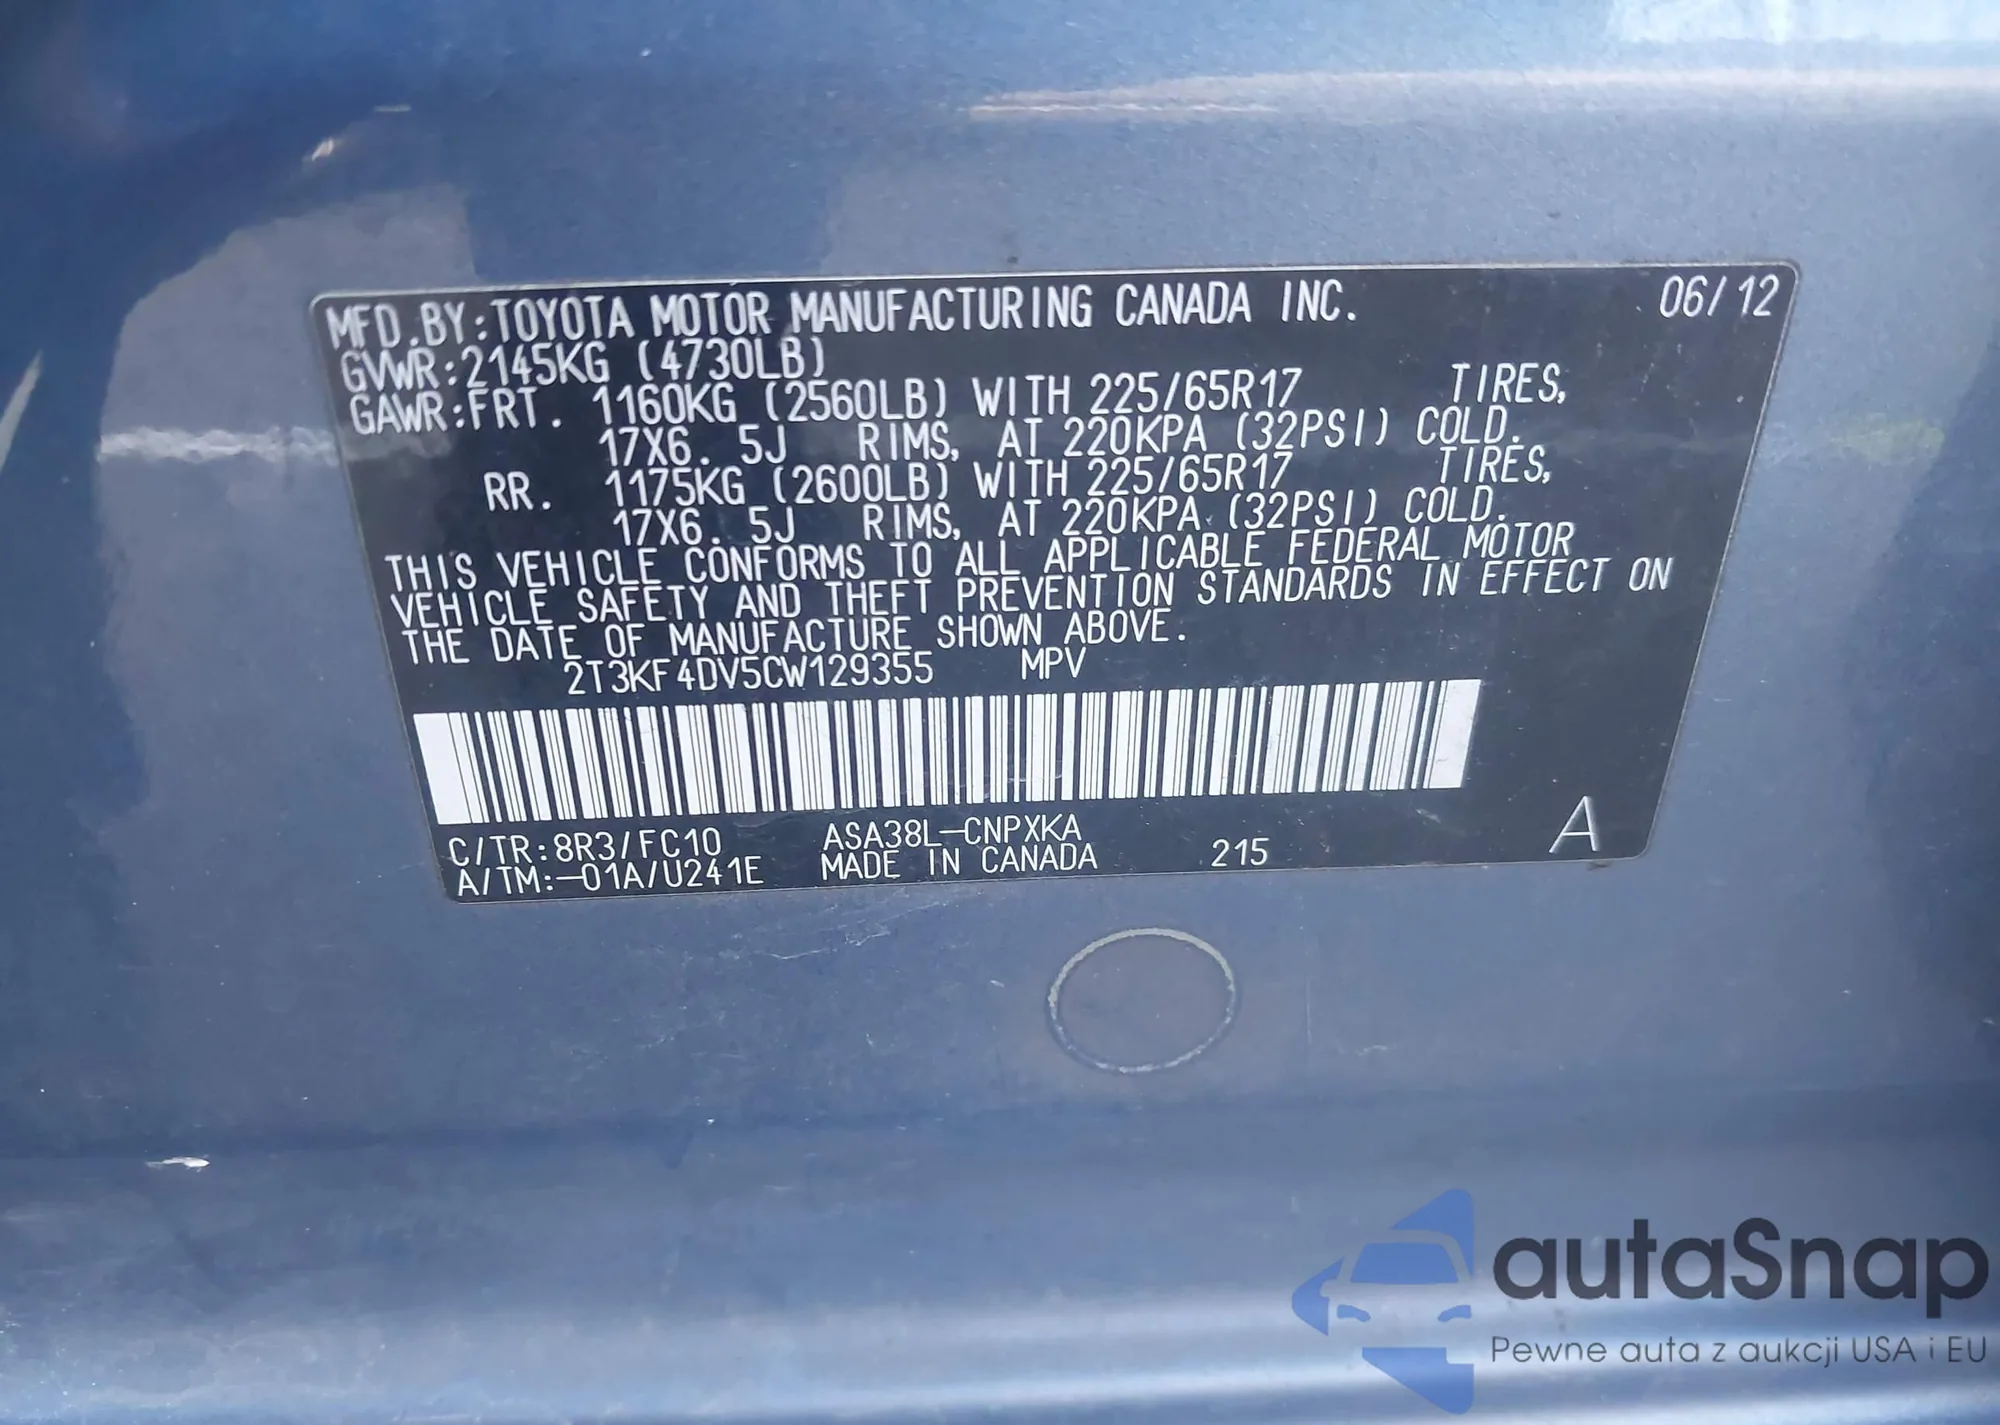 MFD.BY:TOYOTA MOTOR MANUFACTURING CANADA INC. 06/12
GVWR:2145KG (4730LB)
GAWR:FRT. 1160KG (2560LB) WITH 225/65R17 TIRES,
17X6.5J RIMS, AT 220KPA (32PSI) COLD.
RR. 1175KG (2600LB) WITH 225/65R17 TIRES,
17X6.5J RIMS, AT 220KPA (32PSI) COLD.
THIS VEHICLE CONFORMS TO ALL APPLICABLE FEDERAL MOTOR
VEHICLE SAFETY AND THEFT PREVENTION STANDARDS IN EFFECT ON
THE DATE OF MANUFACTURE SHOWN ABOVE.
2T3KF4DV5CW129355 MPV
C/TR:8R3/FC10 ASA38L-CNPXKA
A/TM:-01A/U241E MADE IN CANADA 215 A
autaSnap
Pewne auta z aukcji USA i EU